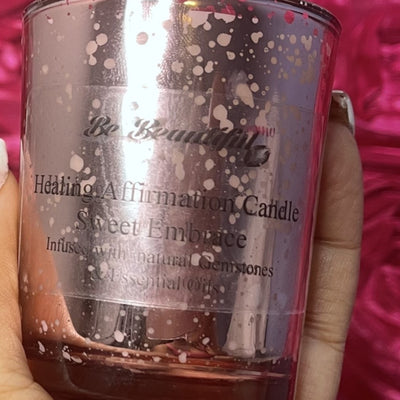 Be Beautiful
Healing Affirmation Candle
Sweet Embrace
Infused with natural Gemstones
& Essential Oils